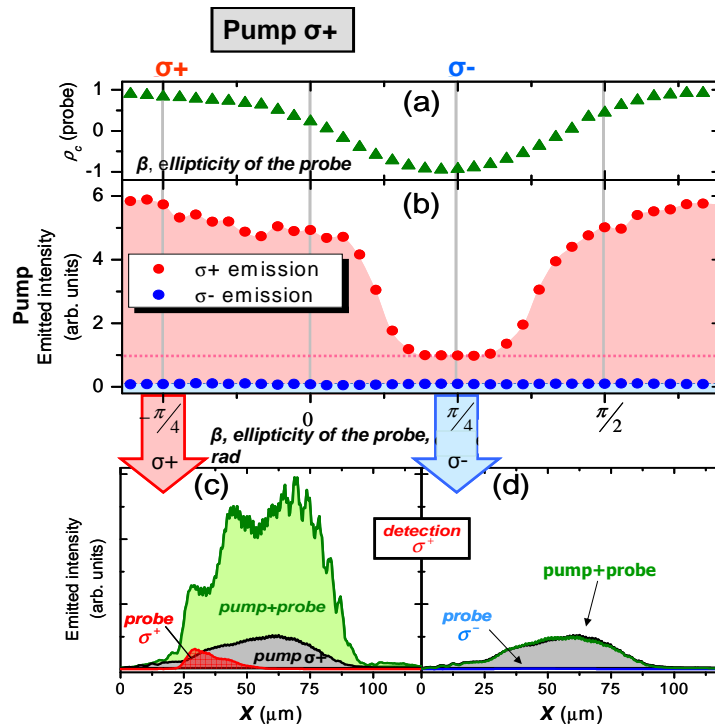 Pump σ+
σ+ σ-
1
0
-1
ρc (probe)
(a)
β, ellipticity of the probe
6
4
2
0
Pump
Emitted intensity
(arb. units)
(b)
σ+ emission
σ- emission
-π/4 0 π/4 π/2
β, ellipticity of the probe,
rad
σ+ σ-
(c) (d)
detection
σ+
Emitted intensity
(arb. units)
pump+probe
probe
σ+
pump σ+
pump+probe
probe
σ−
0 25 50 75 100 0 25 50 75 100
X (μm) X (μm)